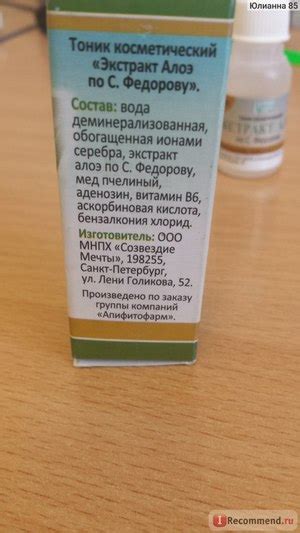 Юлианна 85
Тоник косметический
«Экстракт Алоэ
по С. Федорову».
Состав: вода
деминерализованная,
обогащенная ионами
серебра, экстракт
алоэ по С. Федорову,
мед пчелиный,
аденозин, витамин В6,
аскорбиновая кислота,
бензалкония хлорид.
Изготовитель: ООО
МНПХ «Созвездие
Мечты», 198255,
Санкт-Петербург,
ул. Лени Голикова, 52.
Произведено по заказу
группы компаний
«Апифитофарм».
IRecommend.ru